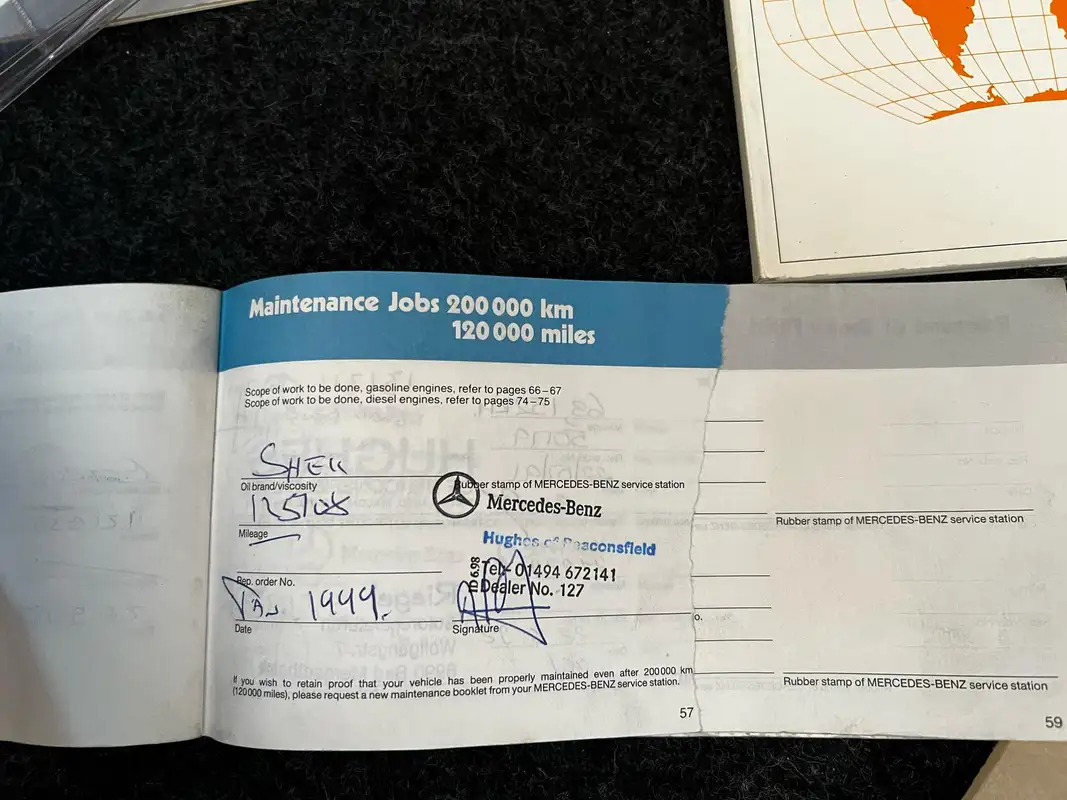 Maintenance Jobs 200 000 km
120 000 miles
Scope of work to be done, gasoline engines, refer to pages 66–67
Scope of work to be done, diesel engines, refer to pages 74–75
SHELL
Oil brand/viscosity
Mileage
Rep. order No.
JAN 1999.
Date
Rubber stamp of MERCEDES-BENZ service station
Mercedes-Benz
Hughes of Beaconsfield
Tel:- 01494 672141
Dealer No. 127
Signature
If you wish to retain proof that your vehicle has been properly maintained even after 200 000 km
(120 000 miles), please request a new maintenance booklet from your MERCEDES-BENZ service station.
57
o.
Rubber stamp of MERCEDES-BENZ service station
Rubber stamp of MERCEDES-BENZ service station
59